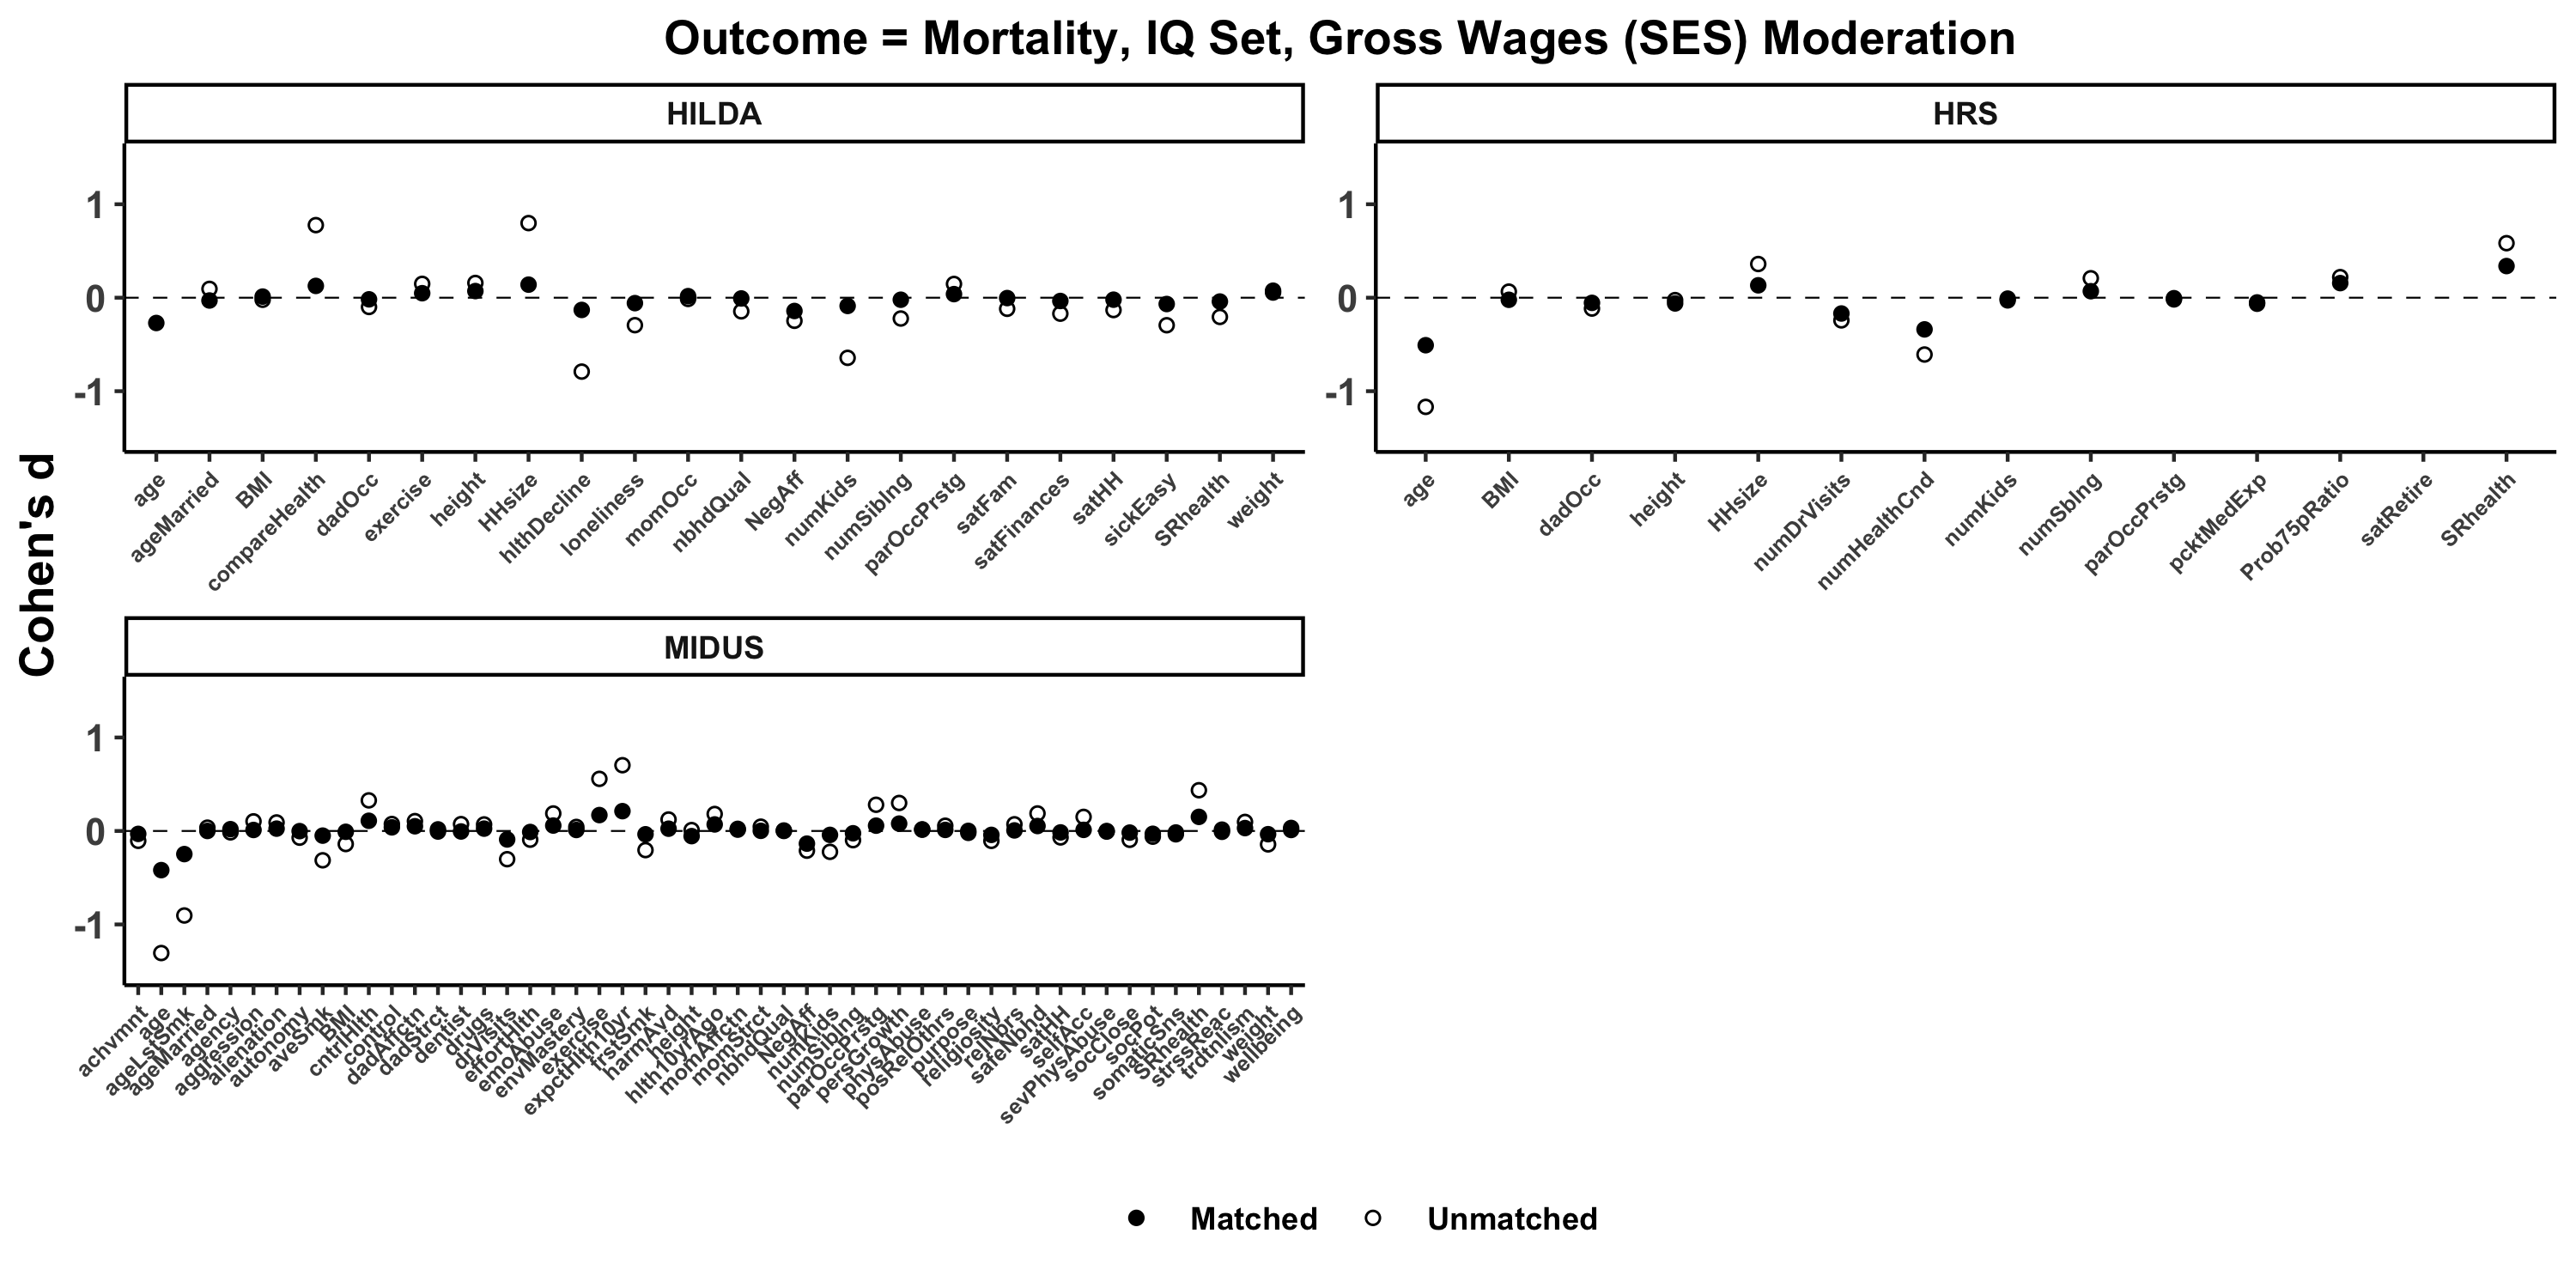 Outcome = Mortality, IQ Set, Gross Wages (SES) Moderation
Cohen's d
HILDA
1
0
-1
age
ageMarried
BMI
compareHealth
dadOcc
exercise
height
HHsize
hlthDecline
loneliness
momOcc
nbhdQual
NegAff
numKids
numSiblng
parOccPrstg
satFam
satFinances
satHH
sickEasy
SRhealth
weight
HRS
1
0
-1
age
BMI
dadOcc
height
HHsize
numDrVisits
numHealthCnd
numKids
numSblng
parOccPrstg
pcktMedExp
Prob75pRatio
satRetire
SRhealth
MIDUS
1
0
-1
achvmnt
age
ageLstSmk
ageMarried
agency
aggression
alienation
autonomy
aveSmk
BMI
cntrlHlth
control
dadAffctn
dadStrct
dentist
drugs
drVisits
effortHlth
emoAbuse
envMastery
exercise
expctHlth10yr
frstSmk
harmAvd
height
hlth10yrAgo
momAffctn
momStrct
nbhdQual
NegAff
numKids
numSiblng
parOccPrstg
persGrowth
physAbuse
posRelOthrs
purpose
religiosity
relNbrs
safeNbhd
satHH
selfAcc
sevPhysAbuse
socClose
socPot
somaticSns
SRhealth
strssReac
trdtnlism
weight
wellbeing
Matched
Unmatched